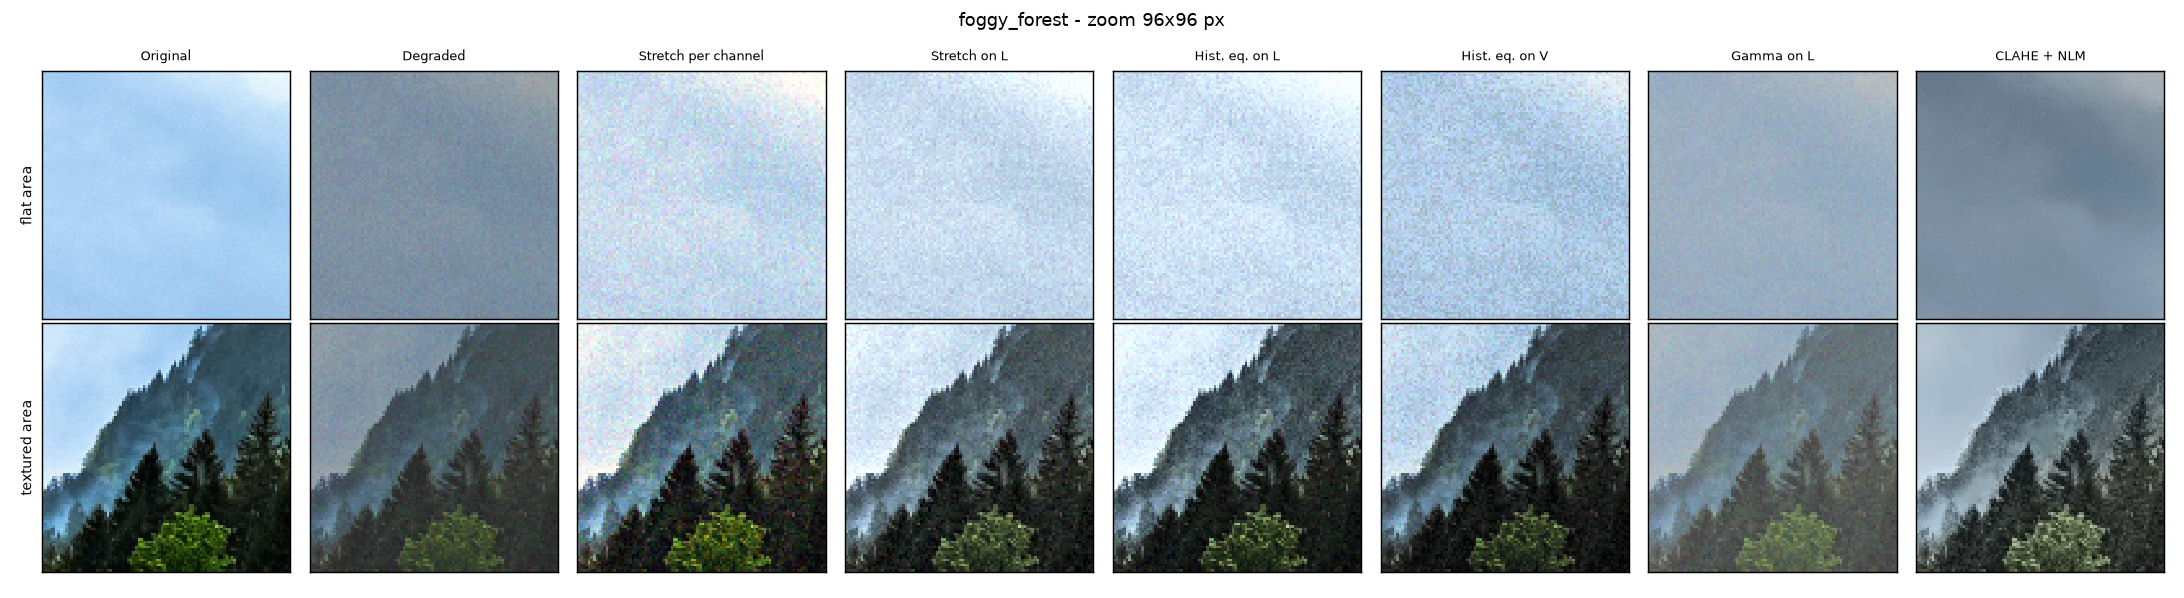 foggy_forest - zoom 96x96 px
Original Degraded Stretch per channel Stretch on L Hist. eq. on L Hist. eq. on V Gamma on L CLAHE + NLM
flat area
textured area